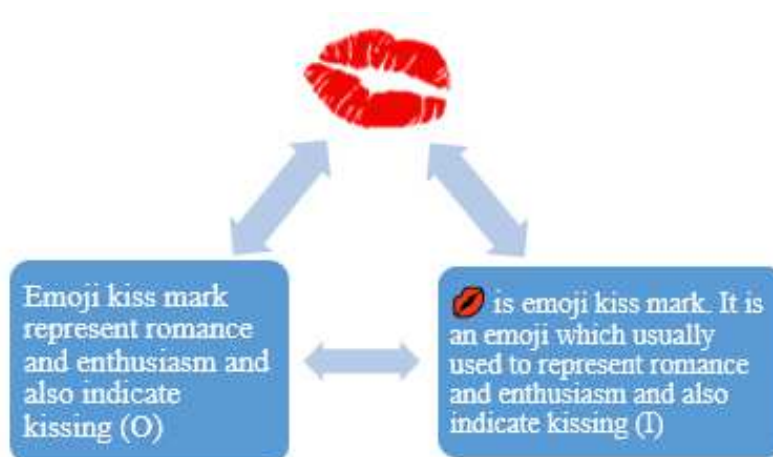 Emoji kiss mark
represent romance
and enthusiasm and
also indicate
kissing (O)
💋 is emoji kiss mark. It is
an emoji which usually
used to represent romance
and enthusiasm and also
indicate kissing (I)